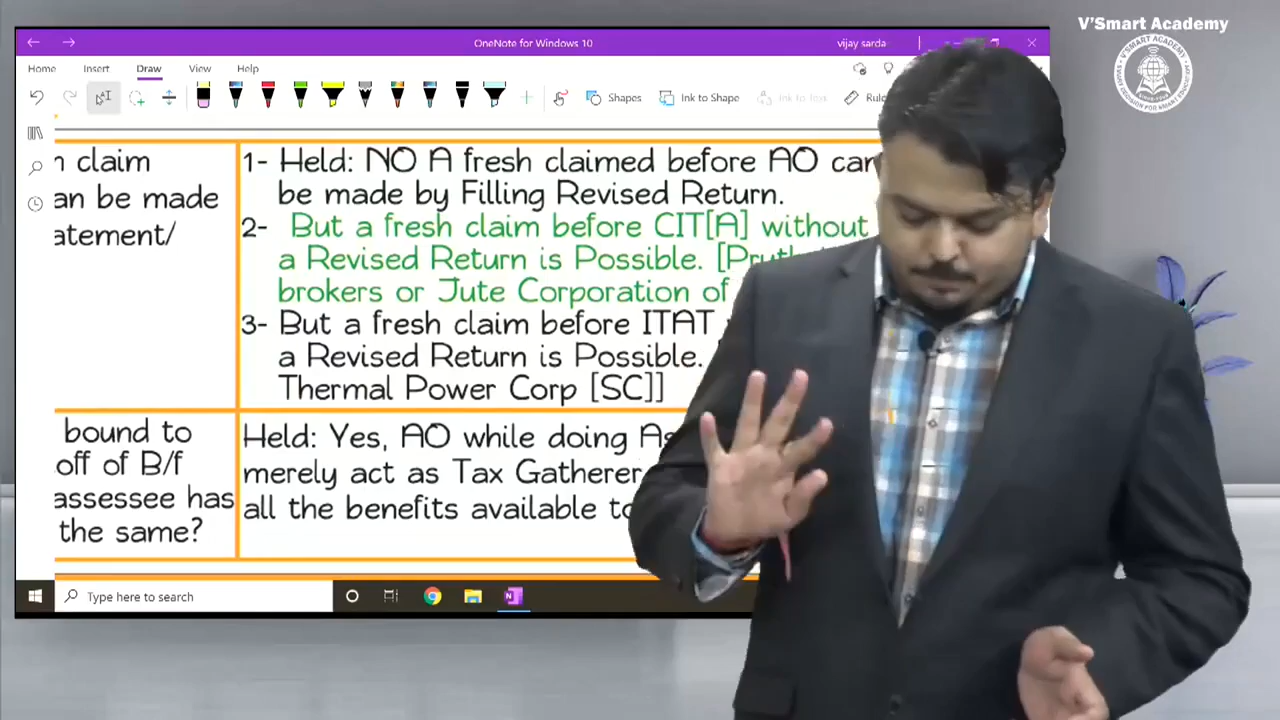 V'Smart Academy
OneNote for Windows 10
vijay sarda
Home Insert Draw View Help
Shapes Ink to Shape Ink to Text
n claim
an be made
atement/
1- Held: NO A fresh claimed before AO can
be made by Filling Revised Return.
2- But a fresh claim before CIT[A] without
a Revised Return is Possible.
brokers or Jute Corporation of
3- But a fresh claim before ITAT
a Revised Return is Possible.
Thermal Power Corp [SC]]
bound to
off of B/f
assessee has
the same?
Held: Yes, AO while doing
merely act as Tax Gatherer
all the benefits available to
Type here to search